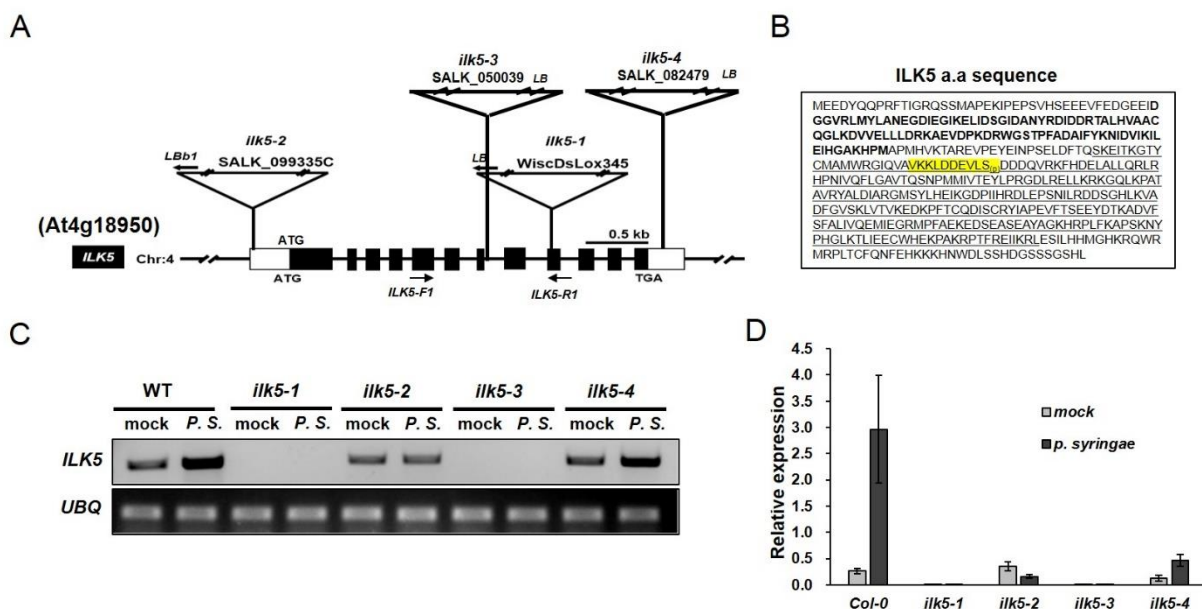 A
ilk5-3
SALK_050039 LB
ilk5-4
SALK_082479 LB
ilk5-2
LBb1 SALK_099335C
ilk5-1
LB WiscDsLox345
(At4g18950)
0.5 kb
ATG
ILK5 Chr:4
ATG
TGA
ILK5-F1
ILK5-R1
B
ILK5 a.a sequence
MEEDYQQPRFTIGRQSSMAPEKIPEPSVHSEEEVFEDGEEID
GGVRLMYLANEGDIEGIKELIDSGIDANYRDIDDRTALHVAAC
QGLKDVVELLLDRKAEVDPKDRWGSTPFADAIFYKNIDVIKIL
EIHGAKHPMAPMHVKTAREVPEYEINPSELDFTQSKEITKGTY
CMAMWRGIQVAVKKLDDEVLS(p)DDDQVRKFHDELALLQRLR
HPNIVQFLGAVTQSNPMMIVTEYLPRGDLRELLKRKGQLKPAT
AVRYALDIARGMSYLHEIKGDPIIHRDLEPSNILRDDSGHLKVA
DFGVSKLVTVKEDKPFTCQDISCRYIAPEVFTSEEYDTKADVF
SFALIVQEMIEGRMPFAEKEDSEASEAYAGKHRPLFKAPSKNY
PHGLKTLIEECWHEKPAKRPTFREIIKRLESILHHMGHKRQWR
MRPLTCFQNFEHKKKHNWDLSSHDGSSSGSHL
C
WT ilk5-1 ilk5-2 ilk5-3 ilk5-4
mock P. S. mock P. S. mock P. S. mock P. S. mock P. S.
ILK5
UBQ
D
Relative expression
4.5
4.0
3.5
3.0
2.5
2.0
1.5
1.0
0.5
0.0
mock
p. syringae
Col-0 ilk5-1 ilk5-2 ilk5-3 ilk5-4